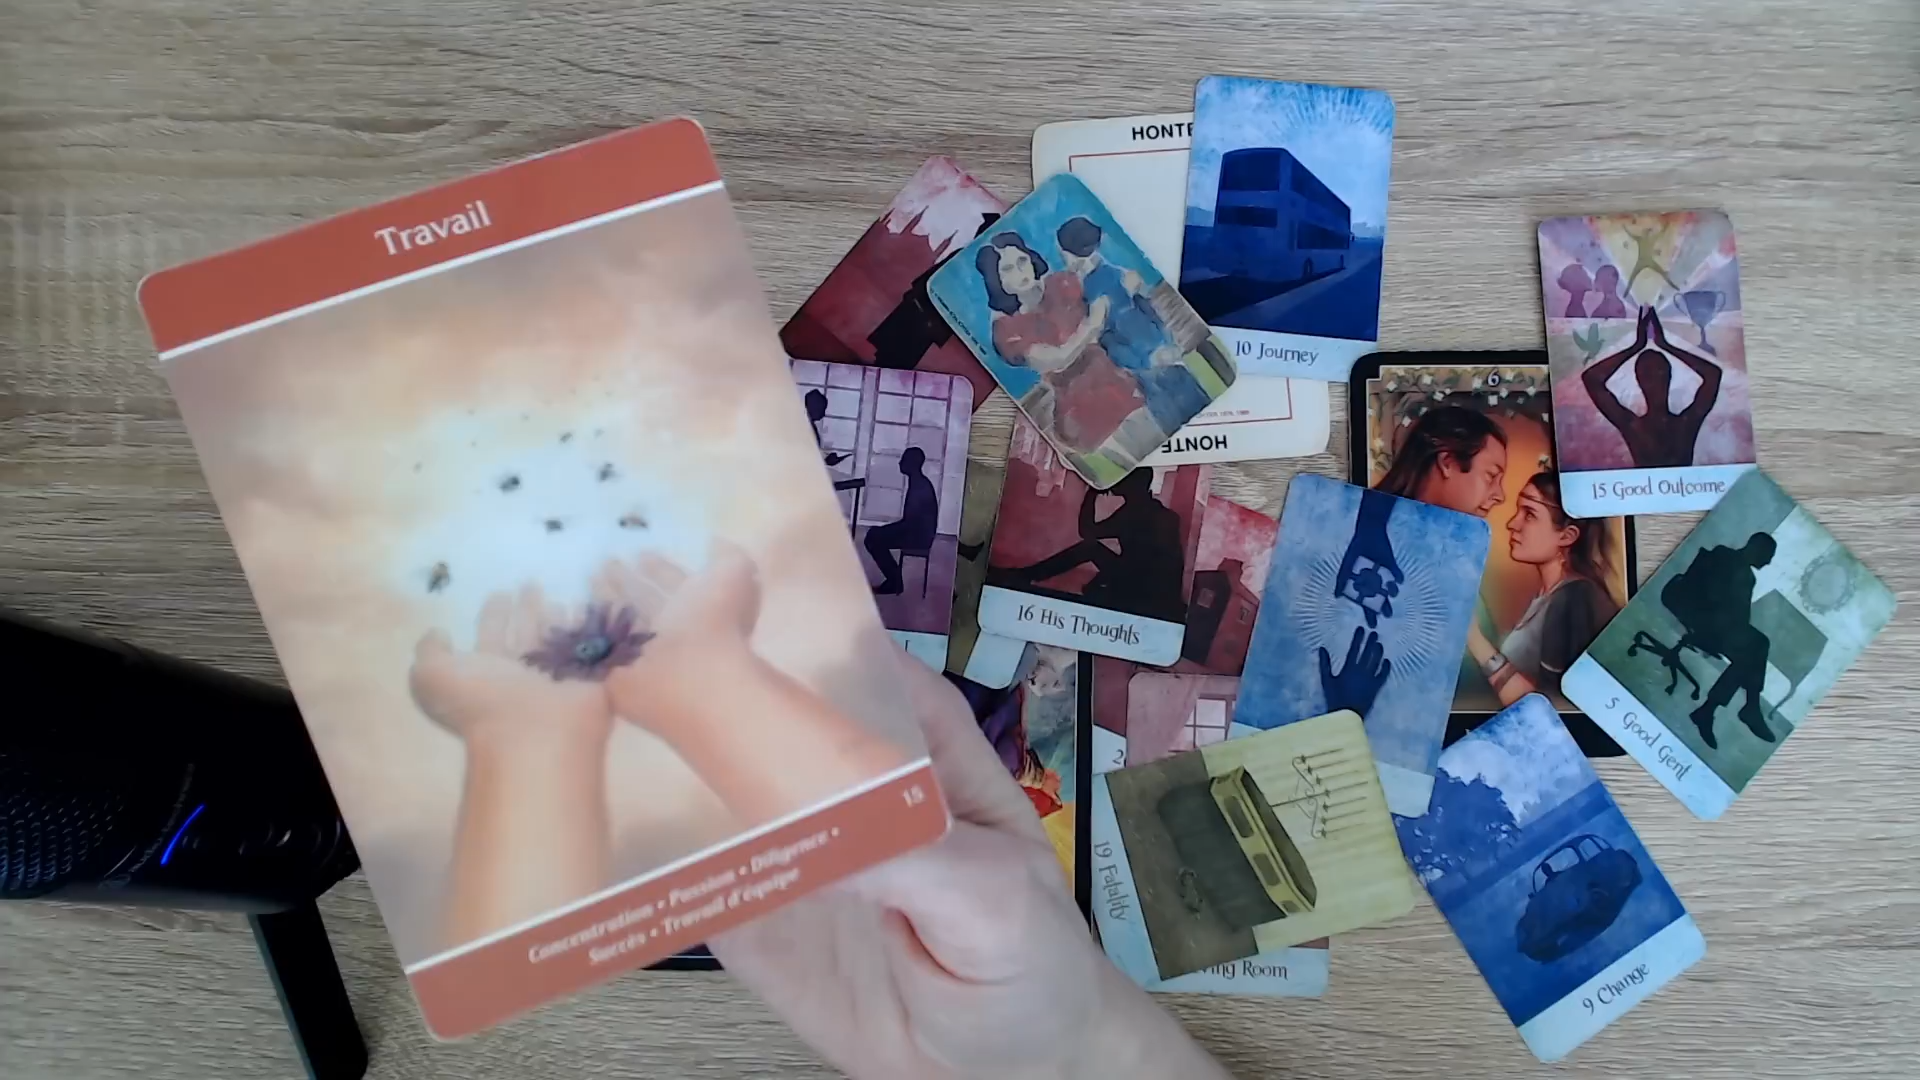 Travail
15
Concentration • Passion • Diligence •
Succès • Travail d'équipe
HONTE
HONTE
10 Journey
6
15 Good Outcome
16 His Thoughts
5 Good Gent
19 Fatality
Room
9 Change